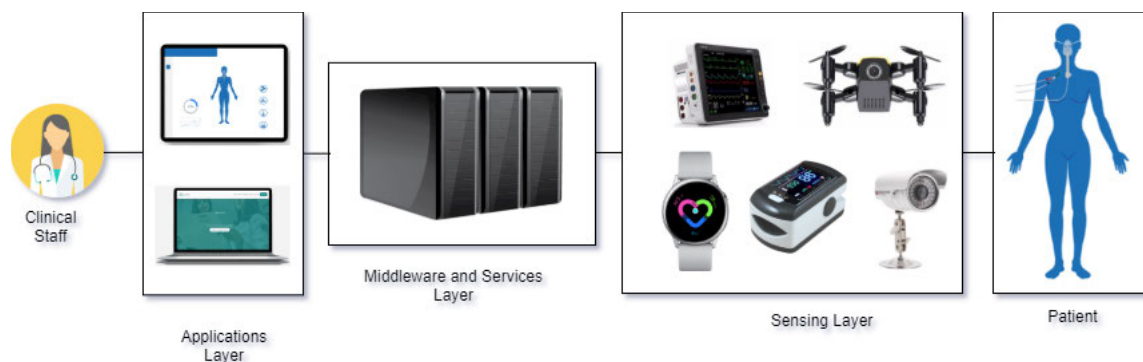 Clinical
Staff
Applications
Layer
Middleware and Services
Layer
Sensing Layer
Patient